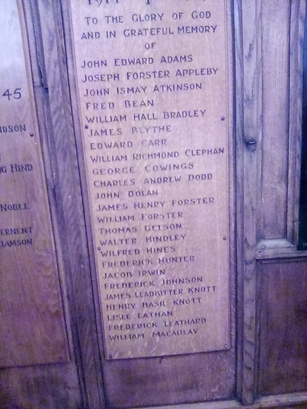 45
TO THE GLORY OF GOD
AND IN GRATEFUL MEMORY
OF
JOHN EDWARD ADAMS
JOSEPH FORSTER APPLEBY
JOHN ISMAY ATKINSON
FRED BEAN
WILLIAM HALL BRADLEY
JAMES BLYTHE
EDWARD CARR
WILLIAM RICHMOND CLEPHAN
GEORGE COWINGS
CHARLES ANDREW DODD
JOHN DOLAN
JAMES HENRY FORSTER
WILLIAM FORSTER
THOMAS GETSON
WALTER HINDLEY
WILFRED HINES
FREDERICK HUNTER
JACOB IRWIN
FREDERICK JOHNSON
JAMES LEADBITTER KNOTT
HENRY BASIL KNOTT
LISLE LATHAN
FREDERICK LEATHARD
WILLIAM MACAULAY
HIND
NOBLE